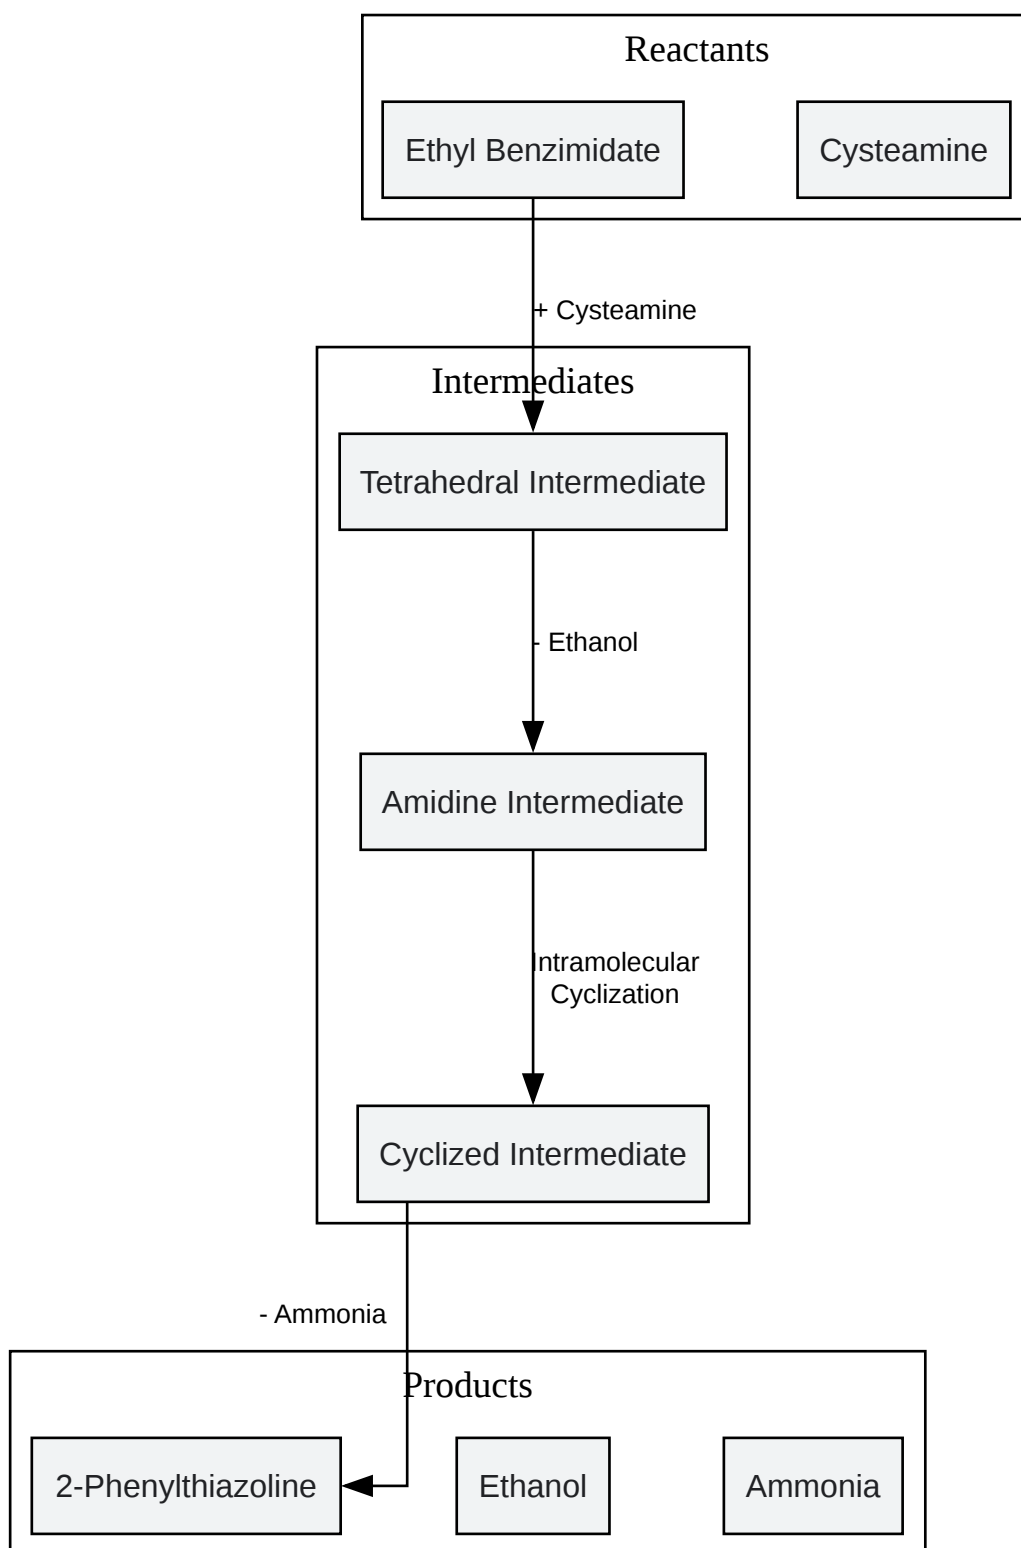 Reactants
Ethyl Benzimidate
Cysteamine
+ Cysteamine
Intermediates
Tetrahedral Intermediate
- Ethanol
Amidine Intermediate
Intramolecular
Cyclization
Cyclized Intermediate
- Ammonia
Products
2-Phenylthiazoline
Ethanol
Ammonia